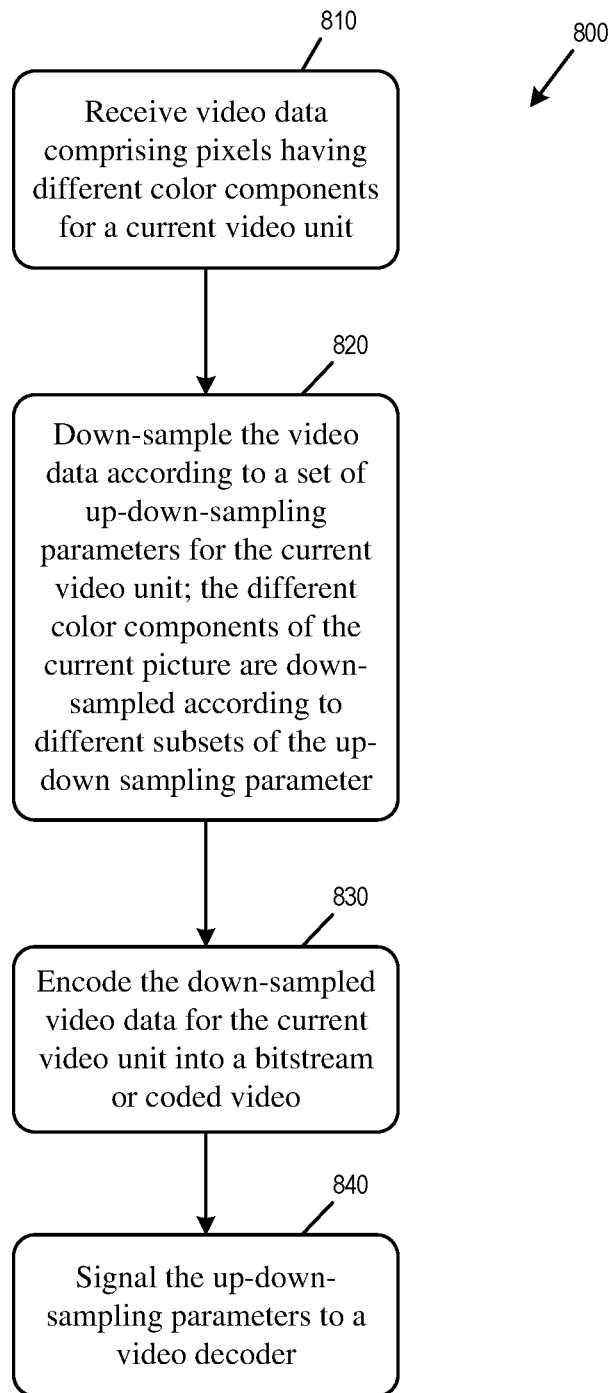 810
800
Receive video data
comprising pixels having
different color components
for a current video unit
820
Down-sample the video
data according to a set of
up-down-sampling
parameters for the current
video unit; the different
color components of the
current picture are down-
sampled according to
different subsets of the up-
down sampling parameter
830
Encode the down-sampled
video data for the current
video unit into a bitstream
or coded video
840
Signal the up-down-
sampling parameters to a
video decoder